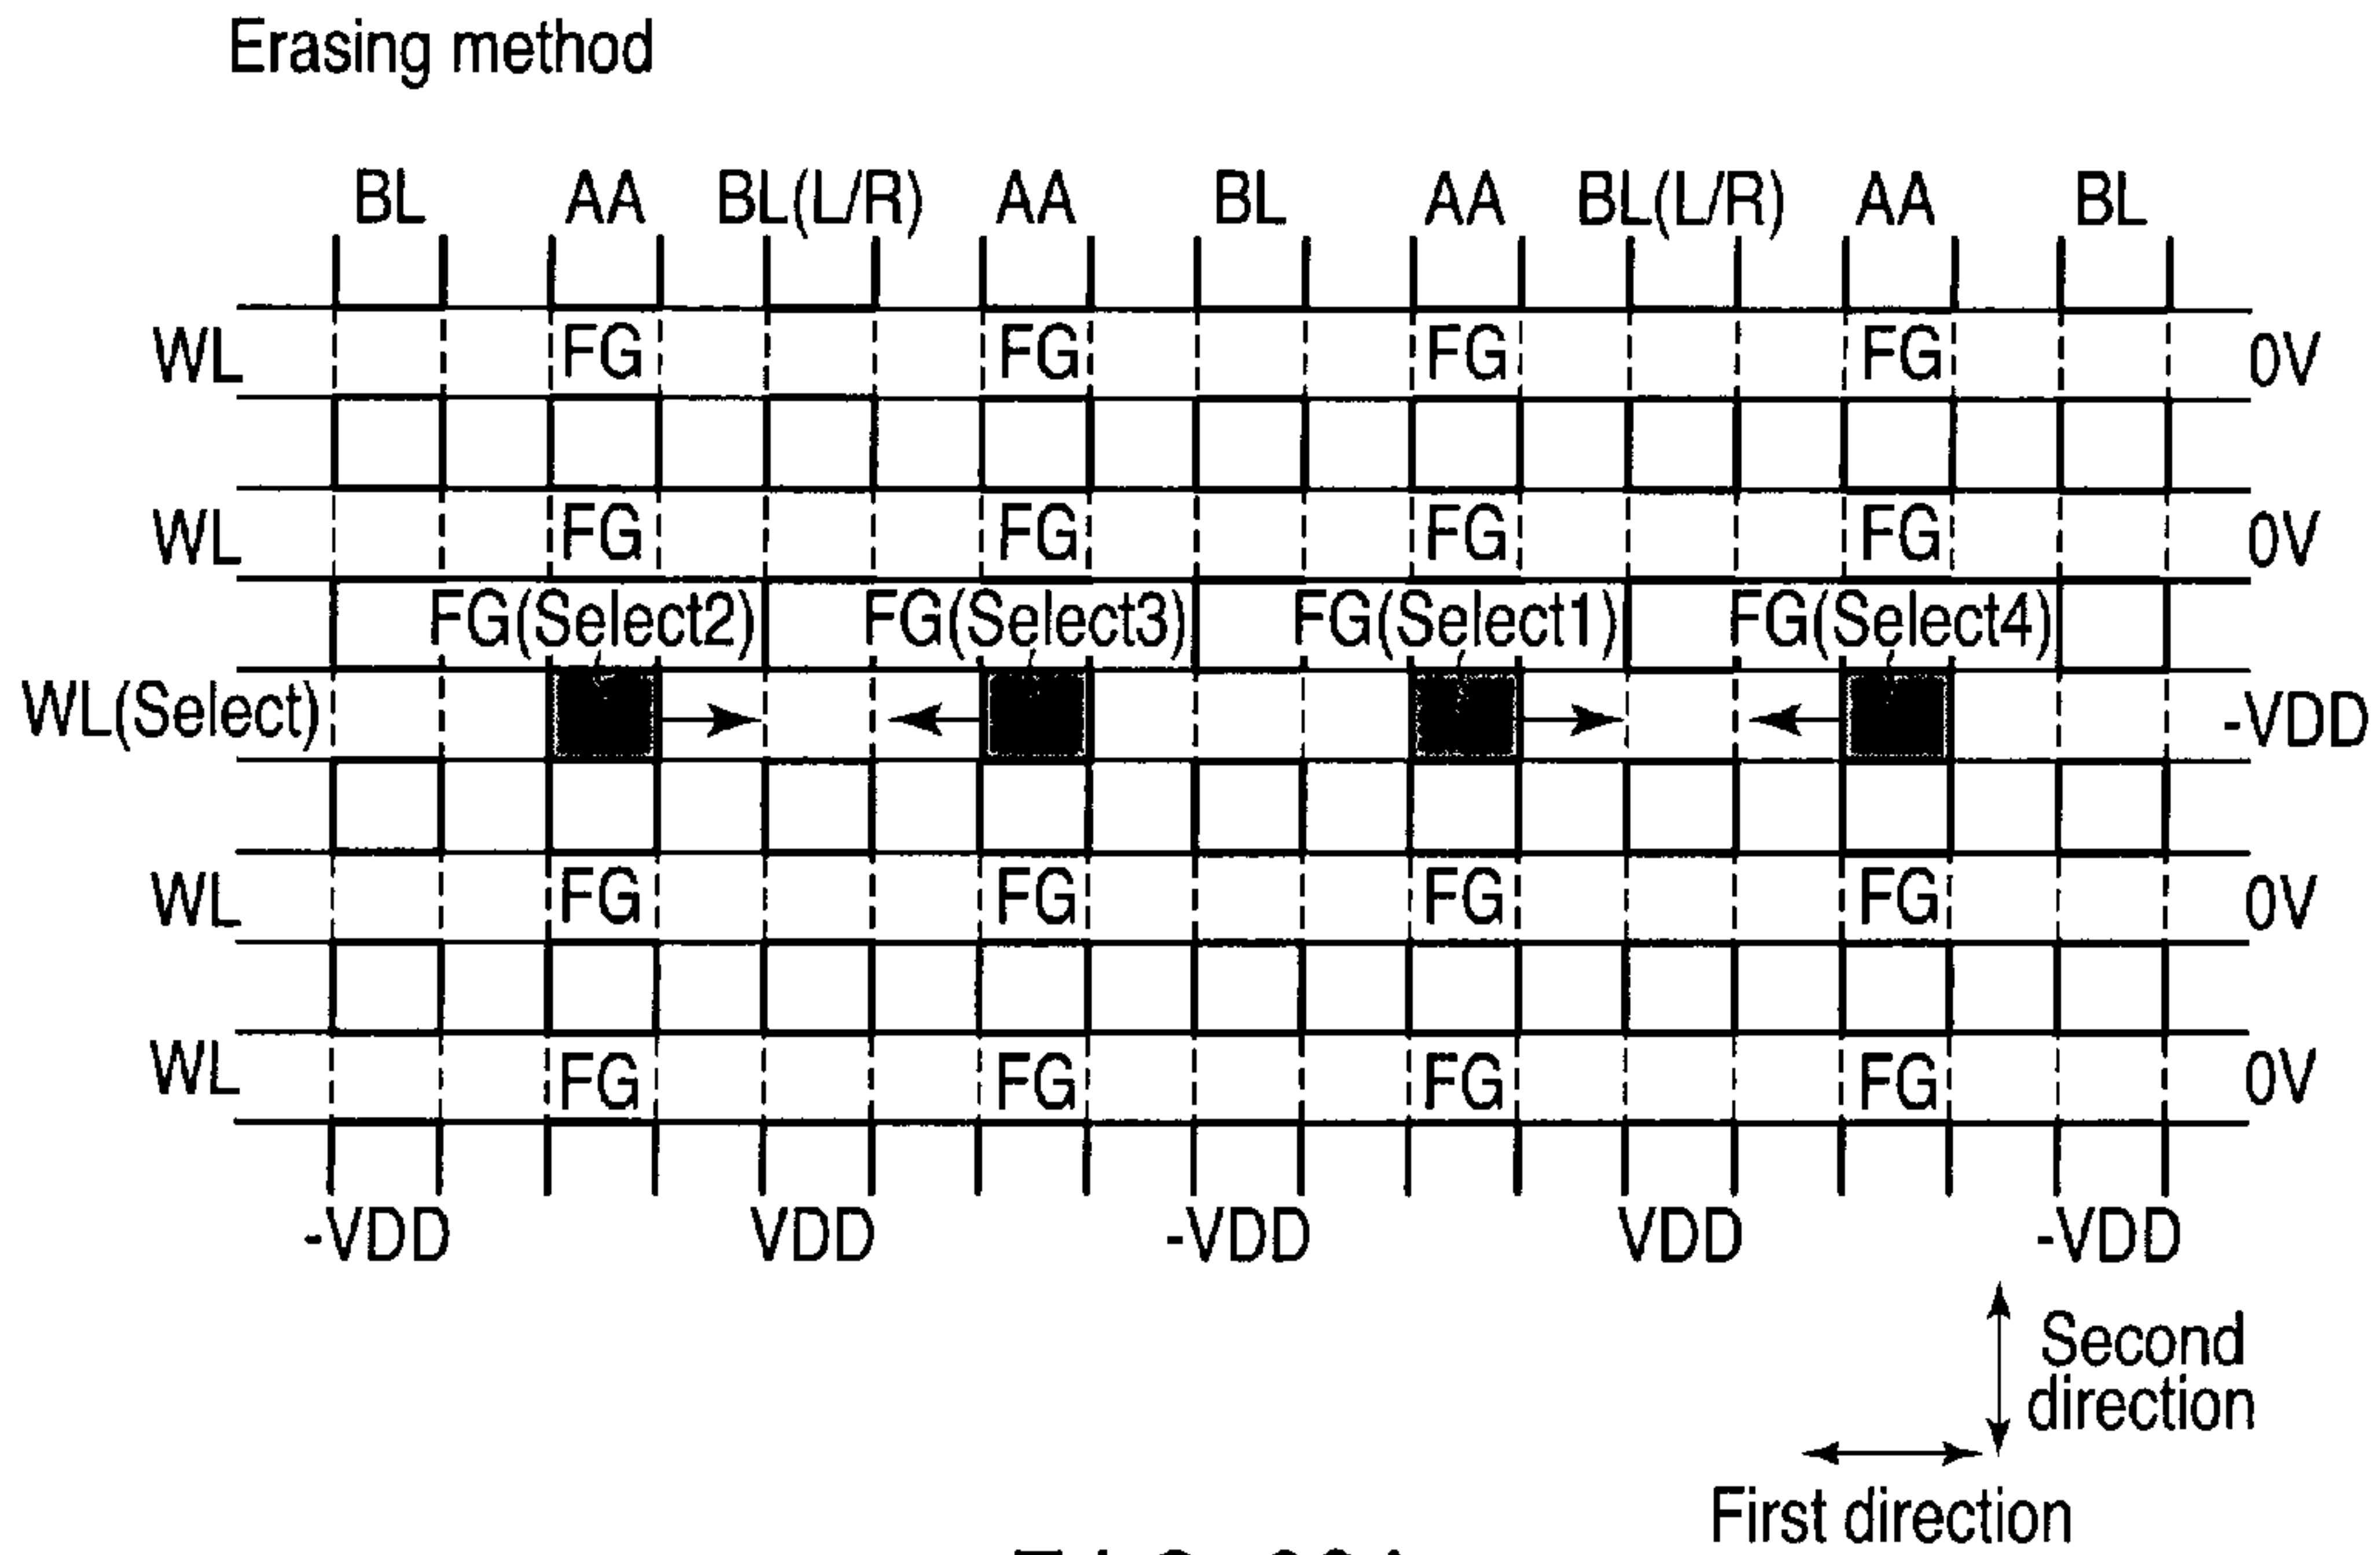 Erasing method
BL AA BL(L/R) AA BL AA BL(L/R) AA BL
WL FG FG FG FG 0V
WL FG FG FG FG 0V
FG(Select2) FG(Select3) FG(Select1) FG(Select4)
WL(Select) -VDD
WL FG FG FG FG 0V
WL FG FG FG FG 0V
-VDD VDD -VDD VDD -VDD
Second
direction
First direction